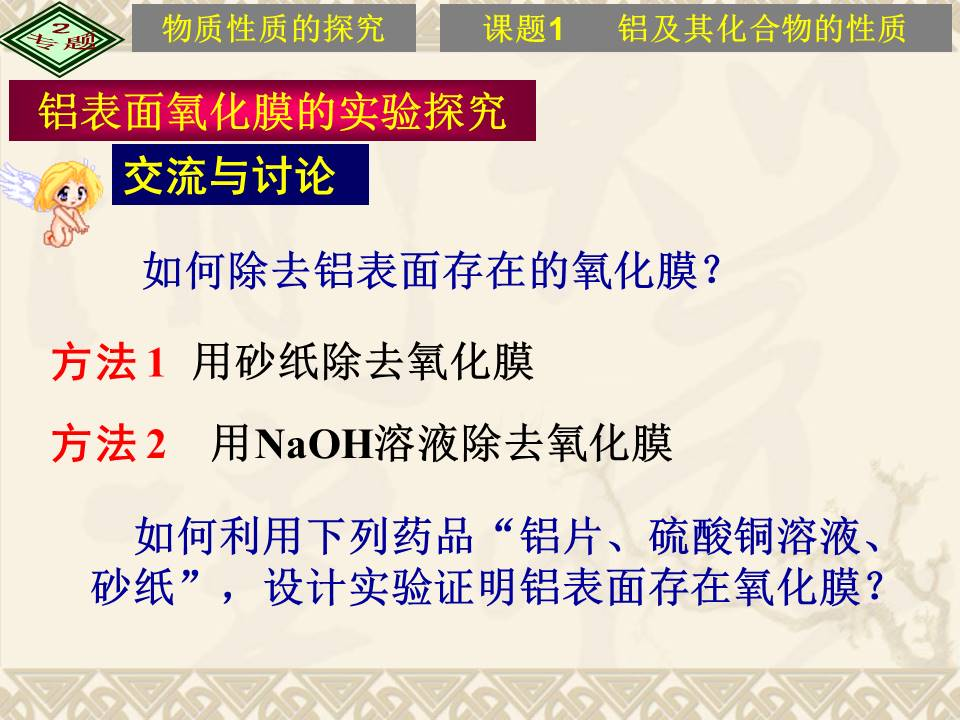 2
专题
物质性质的探究
课题1 铝及其化合物的性质
铝表面氧化膜的实验探究
交流与讨论
如何除去铝表面存在的氧化膜？
方法1 用砂纸除去氧化膜
方法2 用NaOH溶液除去氧化膜
如何利用下列药品“铝片、硫酸铜溶液、
砂纸”，设计实验证明铝表面存在氧化膜？